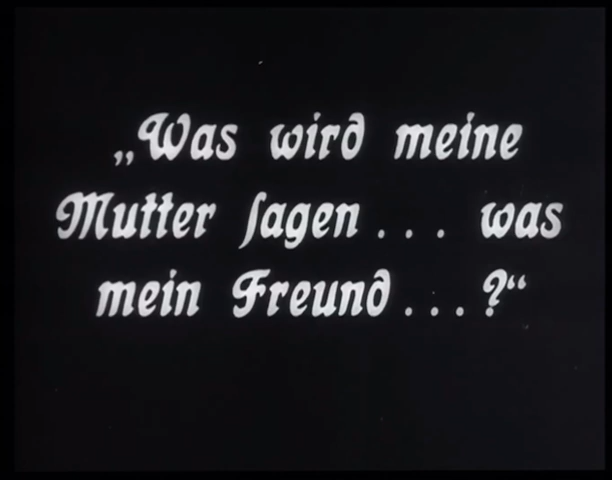 „Was wird meine
Mutter ſagen . . . was
mein Freund . . . ?“